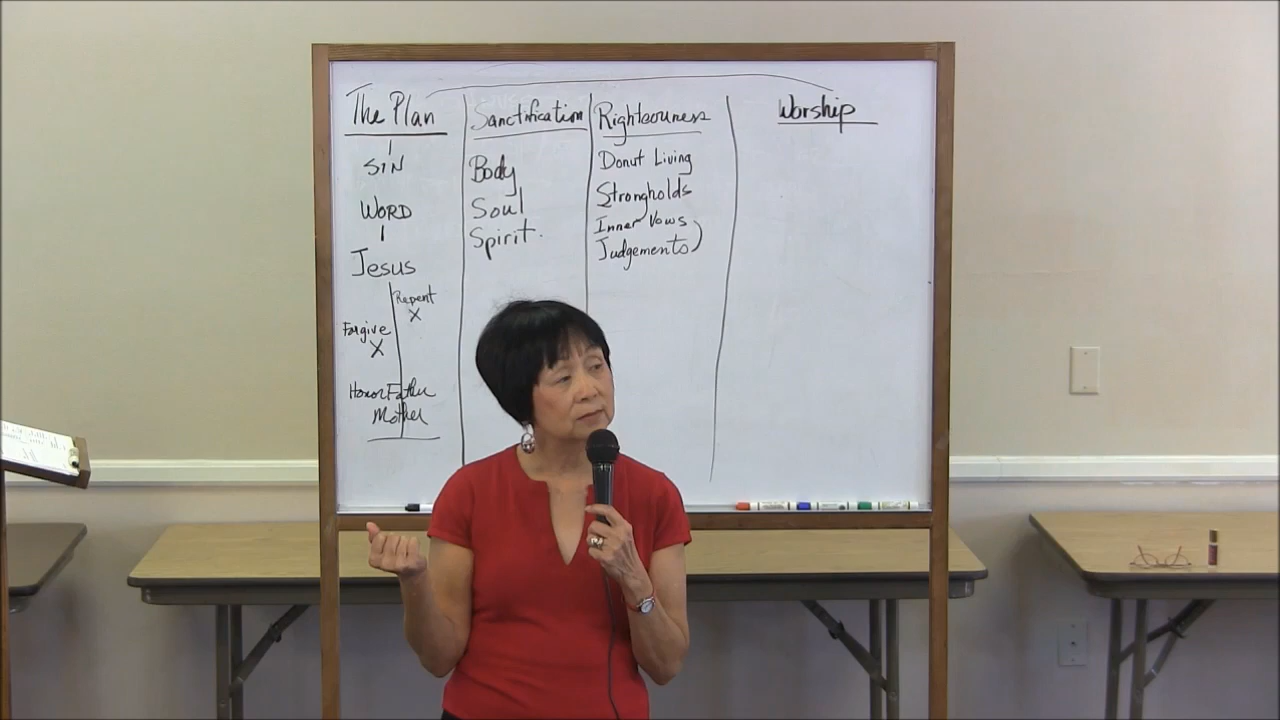 The Plan
SIN
WORD
Jesus
Repent
X
Forgive
X
Honor Father
Mother
Sanctification
Body
Soul
Spirit.
Righteousness
Donut Living
Strongholds
Inner Vows
Judgements)
Worship